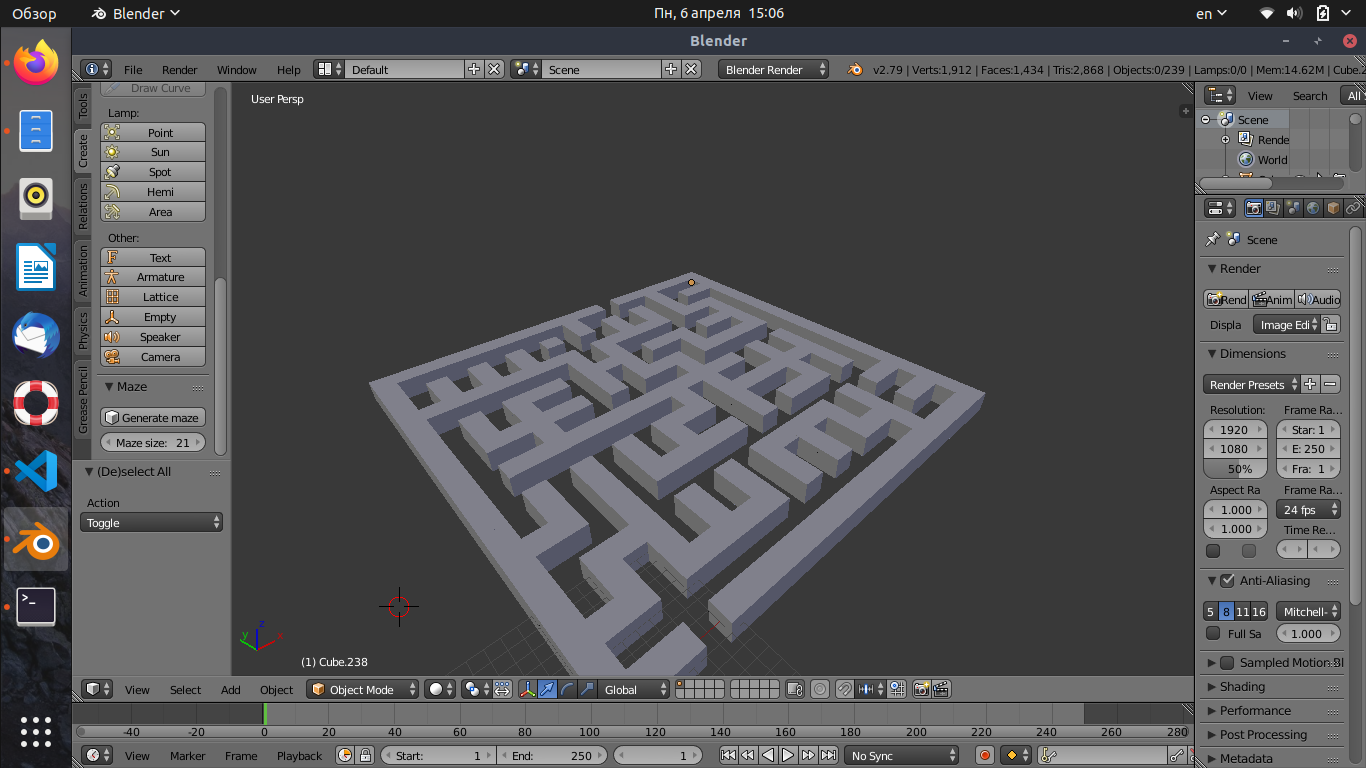 Обзор Blender Пн, 6 апреля 15:06 en
Blender
File Render Window Help Default Scene Blender Render v2.79 | Verts:1,912 | Faces:1,434 | Tris:2,868 | Objects:0/239 | Lamps:0/0 | Mem:14.62M | Cube.2
Draw Curve
Lamp:
Point
Sun
Spot
Hemi
Area
Other:
Text
Armature
Lattice
Empty
Speaker
Camera
Maze
Generate maze
Maze size: 21
Tools
Create
Relations
Animation
Physics
Grease Pencil
(De)select All
Action
Toggle
User Persp
z
y
x
(1) Cube.238
View Select Add Object Object Mode Global
-40 -20 0 20 40 60 80 100 120 140 160 180 200 220 240 260 280
View Marker Frame Playback Start: 1 End: 250 1 No Sync
View Search All
Scene
Rende
World
Scene
Render
Rend Anim Audio
Displa Image Edi
Dimensions
Render Presets
Resolution: Frame Ra...
1920 Star: 1
1080 E: 250
50% Fra: 1
Aspect Ra Frame Ra...
1.000 24 fps
1.000 Time Re...
Anti-Aliasing
5 8 11 16 Mitchell-
Full Sa 1.000
Sampled Motion Bl
Shading
Performance
Post Processing
Metadata